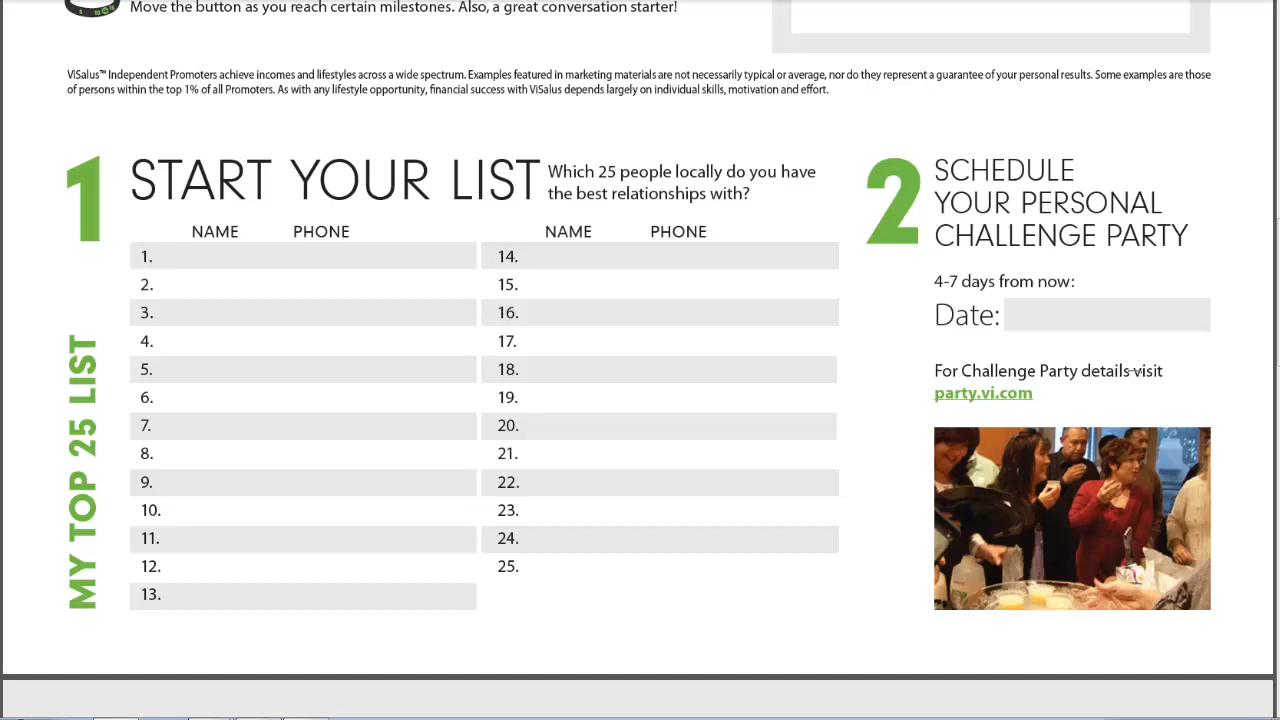 Move the button as you reach certain milestones. Also, a great conversation starter!
ViSalus™ Independent Promoters achieve incomes and lifestyles across a wide spectrum. Examples featured in marketing materials are not necessarily typical or average, nor do they represent a guarantee of your personal results. Some examples are those
of persons within the top 1% of all Promoters. As with any lifestyle opportunity, financial success with ViSalus depends largely on individual skills, motivation and effort.
1
START YOUR LIST
Which 25 people locally do you have
the best relationships with?
MY TOP 25 LIST
NAME PHONE
1.
2.
3.
4.
5.
6.
7.
8.
9.
10.
11.
12.
13.
NAME PHONE
14.
15.
16.
17.
18.
19.
20.
21.
22.
23.
24.
25.
2
SCHEDULE
YOUR PERSONAL
CHALLENGE PARTY
4-7 days from now:
Date:
For Challenge Party details visit
party.vi.com